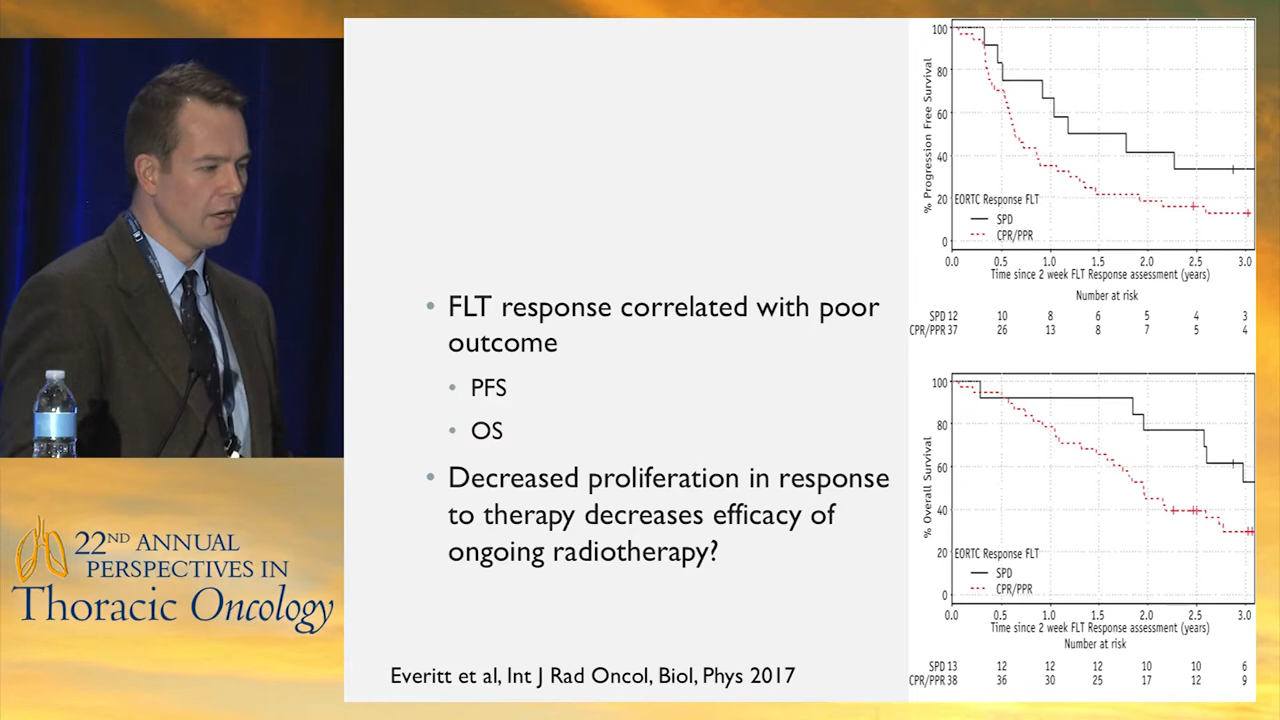 22ND ANNUAL
PERSPECTIVES IN
Thoracic Oncology
• FLT response correlated with poor
outcome
• PFS
• OS
• Decreased proliferation in response
to therapy decreases efficacy of
ongoing radiotherapy?
Everitt et al, Int J Rad Oncol, Biol, Phys 2017
% Progression Free Survival
100
80
60
40
20
0
EORTC Response FLT
SPD
CPR/PPR
0.0 0.5 1.0 1.5 2.0 2.5 3.0
Time since 2 week FLT Response assessment (years)
Number at risk
SPD 12 10 8 6 5 4 3
CPR/PPR 37 26 13 8 7 5 4
% Overall Survival
100
80
60
40
20
0
EORTC Response FLT
SPD
CPR/PPR
0.0 0.5 1.0 1.5 2.0 2.5 3.0
Time since 2 week FLT Response assessment (years)
Number at risk
SPD 13 12 12 12 10 10 6
CPR/PPR 38 36 30 25 17 12 9